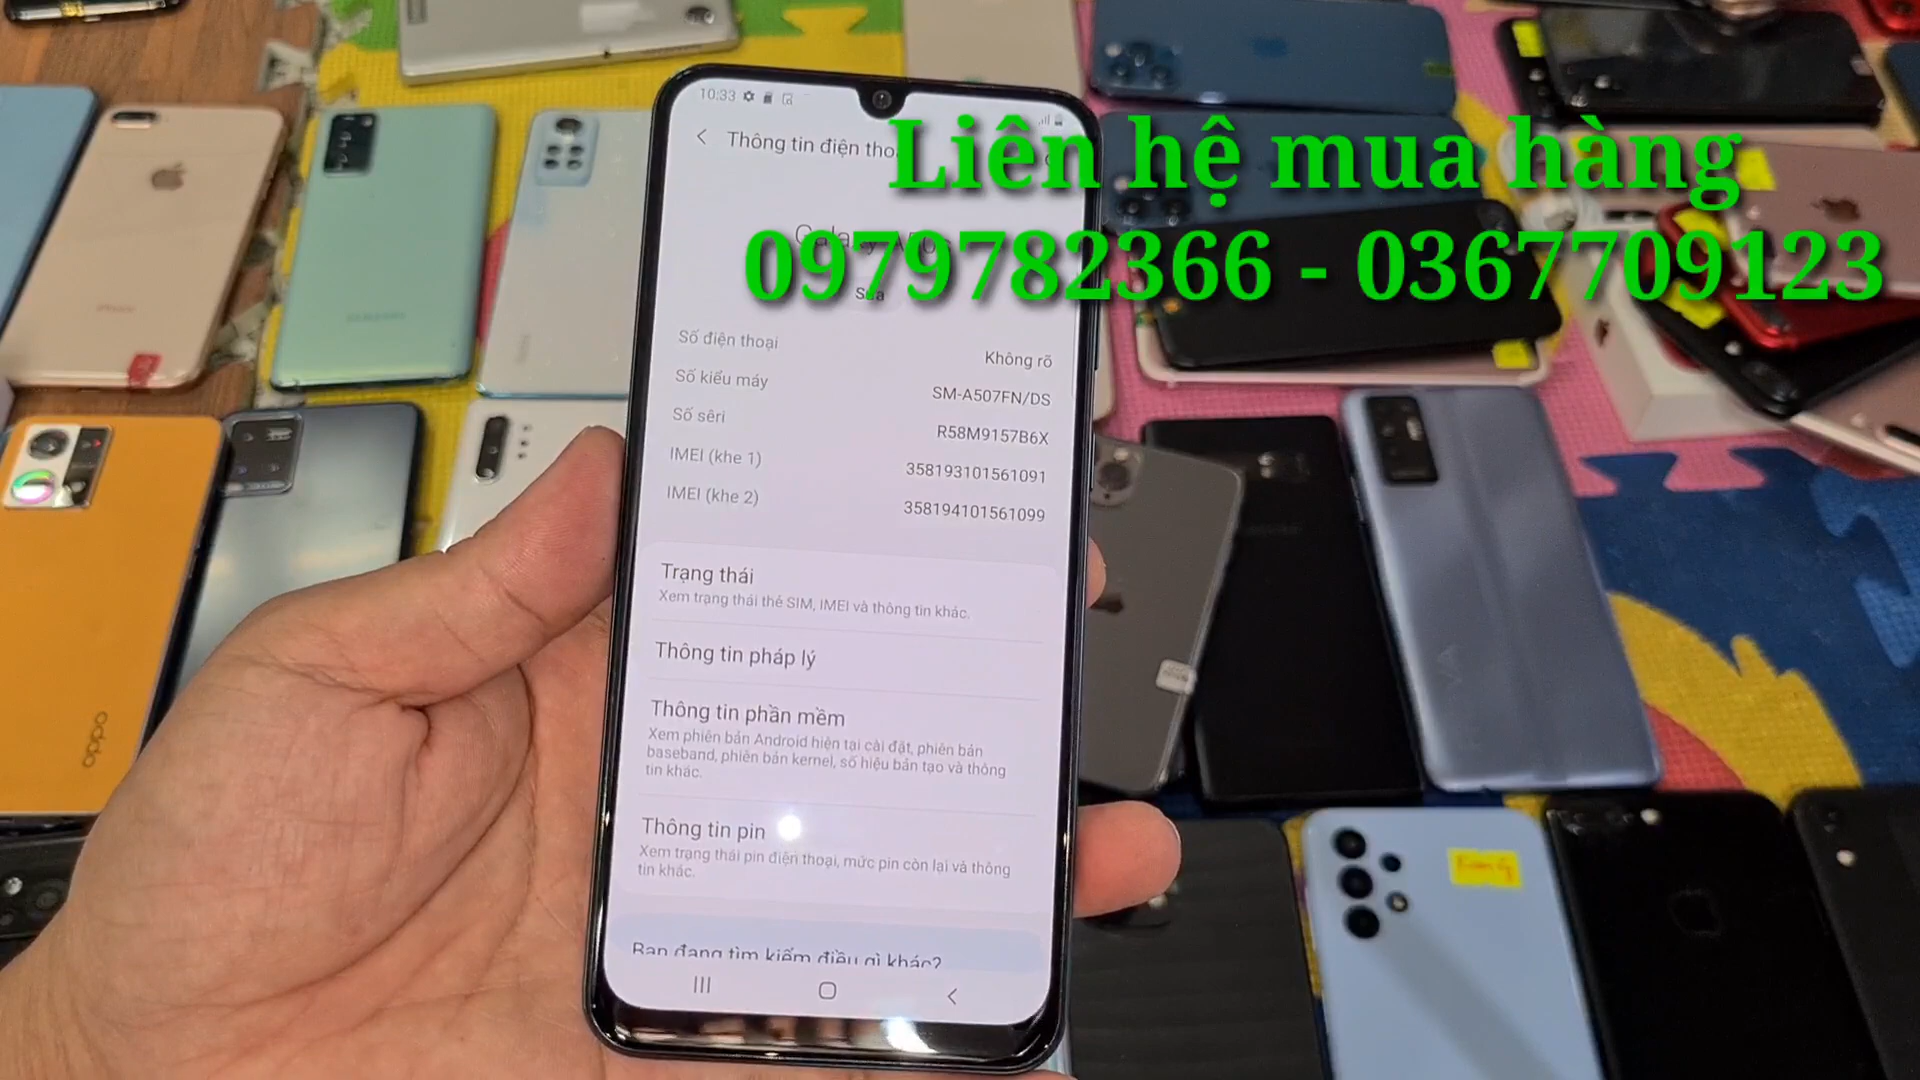 10:33
Thông tin điện tho
Liên hệ mua hàng
Galaxy A50s
0979782366 - 0367709123
Sửa
Số điện thoại
Không rõ
Số kiểu máy
SM-A507FN/DS
Số sêri
R58M9157B6X
IMEI (khe 1)
358193101561091
IMEI (khe 2)
358194101561099
Trạng thái
Xem trạng thái thẻ SIM, IMEI và thông tin khác.
Thông tin pháp lý
Thông tin phần mềm
Xem phiên bản Android hiện tại cài đặt, phiên bản
baseband, phiên bản kernel, số hiệu bản tạo và thông
tin khác.
Thông tin pin
Xem trạng thái pin điện thoại, mức pin còn lại và thông
tin khác.
Bạn đang tìm kiếm điều gì khác?
oppo
SAMSUNG